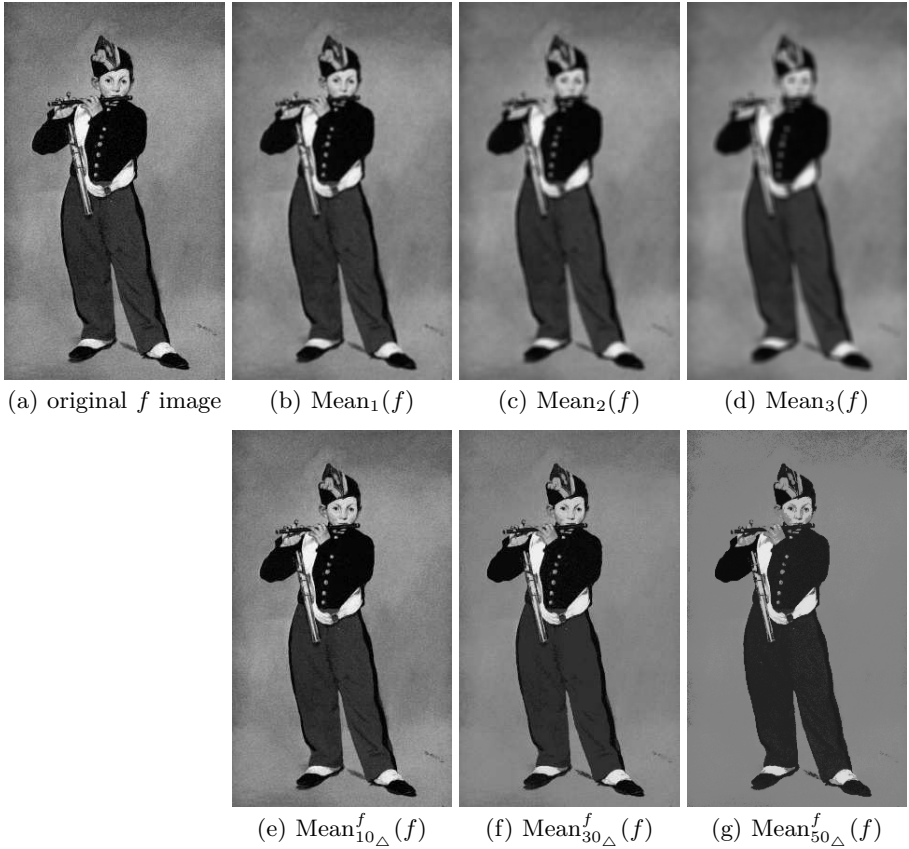 (a) original f image (b) Mean₁(f) (c) Mean₂(f) (d) Mean₃(f)
(e) Mean^f_{10△}(f) (f) Mean^f_{30△}(f) (g) Mean^f_{50△}(f)